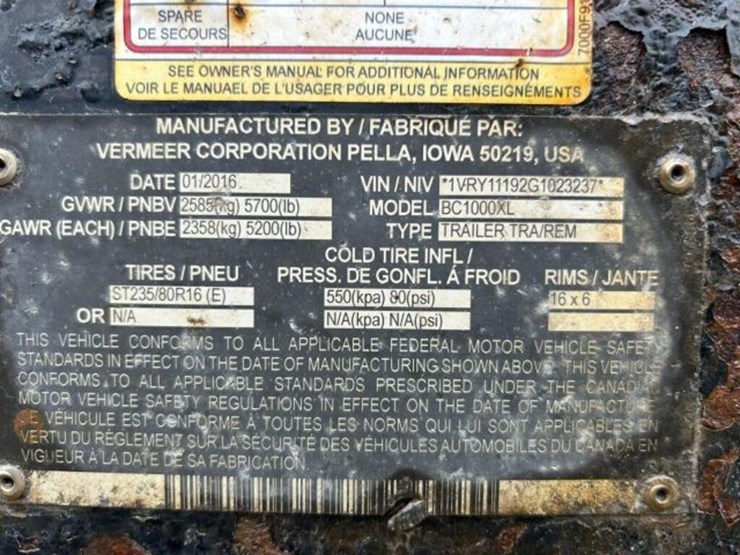 SPARE NONE
DE SECOURS AUCUNE
SEE OWNER'S MANUAL FOR ADDITIONAL INFORMATION
VOIR LE MANUAEL DE L'USAGER POUR PLUS DE RENSEIGNÉMENTS
MANUFACTURED BY / FABRIQUÉ PAR:
VERMEER CORPORATION PELLA, IOWA 50219, USA
DATE 01/2016 VIN / NIV *1VRY11192G1023237*
GVWR / PNBV 2585(kg) 5700(lb) MODEL BC1000XL
GAWR (EACH) / PNBE 2358(kg) 5200(lb) TYPE TRAILER TRA/REM
COLD TIRE INFL /
TIRES / PNEU PRESS. DE GONFL. À FROID RIMS / JANTE
ST235/80R16 (E) 550(kpa) 80(psi) 16 x 6
OR N/A N/A(kpa) N/A(psi)
THIS VEHICLE CONFORMS TO ALL APPLICABLE FEDERAL MOTOR VEHICLE SAFETY
STANDARDS IN EFFECT ON THE DATE OF MANUFACTURING SHOWN ABOVE. THIS VEHICLE
CONFORMS TO ALL APPLICABLE STANDARDS PRESCRIBED UNDER THE CANADIAN
MOTOR VEHICLE SAFETY REGULATIONS IN EFFECT ON THE DATE OF MANUFACTURE
CE VÉHICULE EST CONFORME À TOUTES LES NORMS QUI LUI SONT APPLICABLES EN
VERTU DU RÈGLEMENT SUR LA SÉCURITÉ DES VÉHICULES AUTOMOBILES DU CANADA EN
VIGUEUR À LA DATE DE SA FABRICATION.